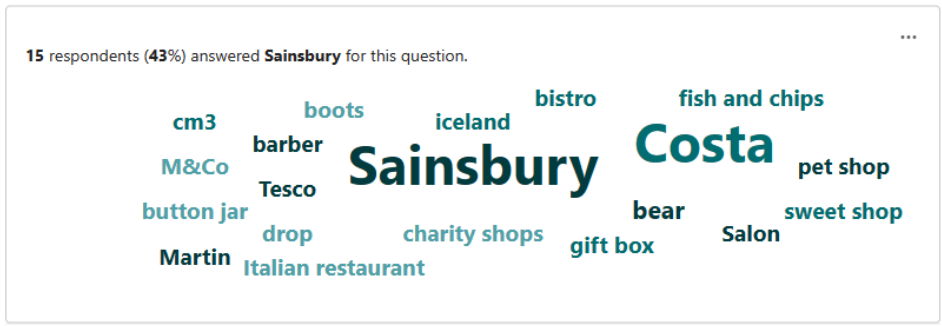 ...
15 respondents (43%) answered Sainsbury for this question.
bistro
fish and chips
boots
cm3
iceland
barber
Costa
Sainsbury
M&Co
pet shop
Tesco
button jar
bear
sweet shop
drop
charity shops
Salon
gift box
Martin
Italian restaurant